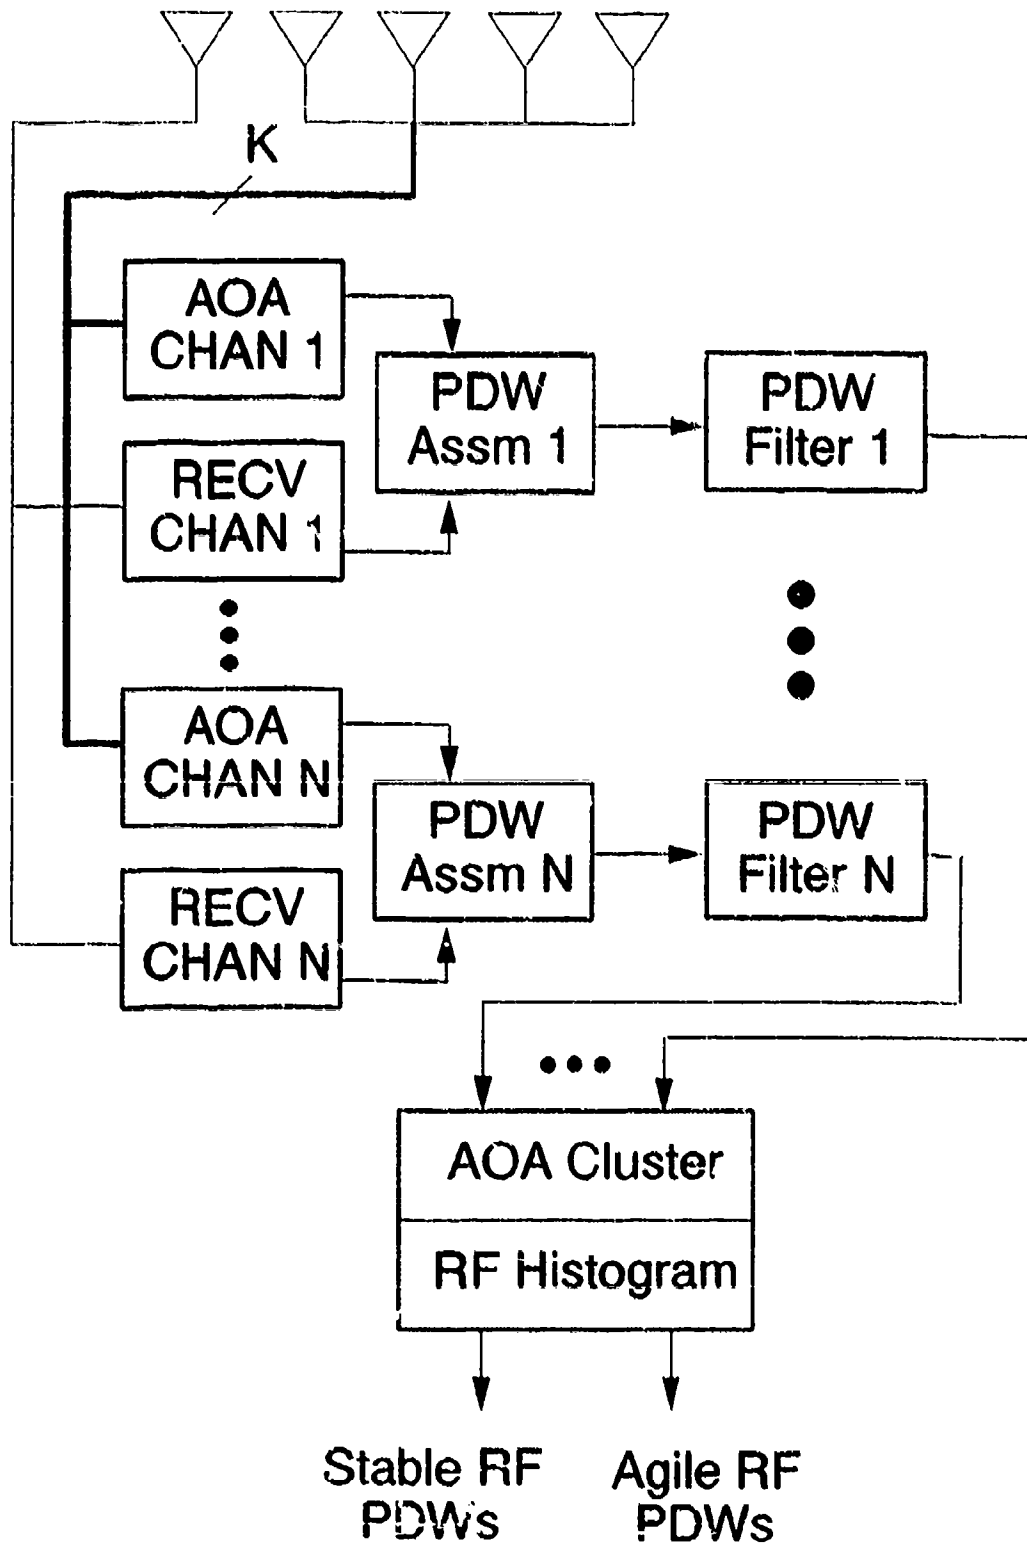 K
AOA
CHAN 1
PDW
Assm 1
PDW
Filter 1
RECV
CHAN 1
AOA
CHAN N
PDW
Assm N
PDW
Filter N
RECV
CHAN N
AOA Cluster
RF Histogram
Stable RF
PDWs
Agile RF
PDWs